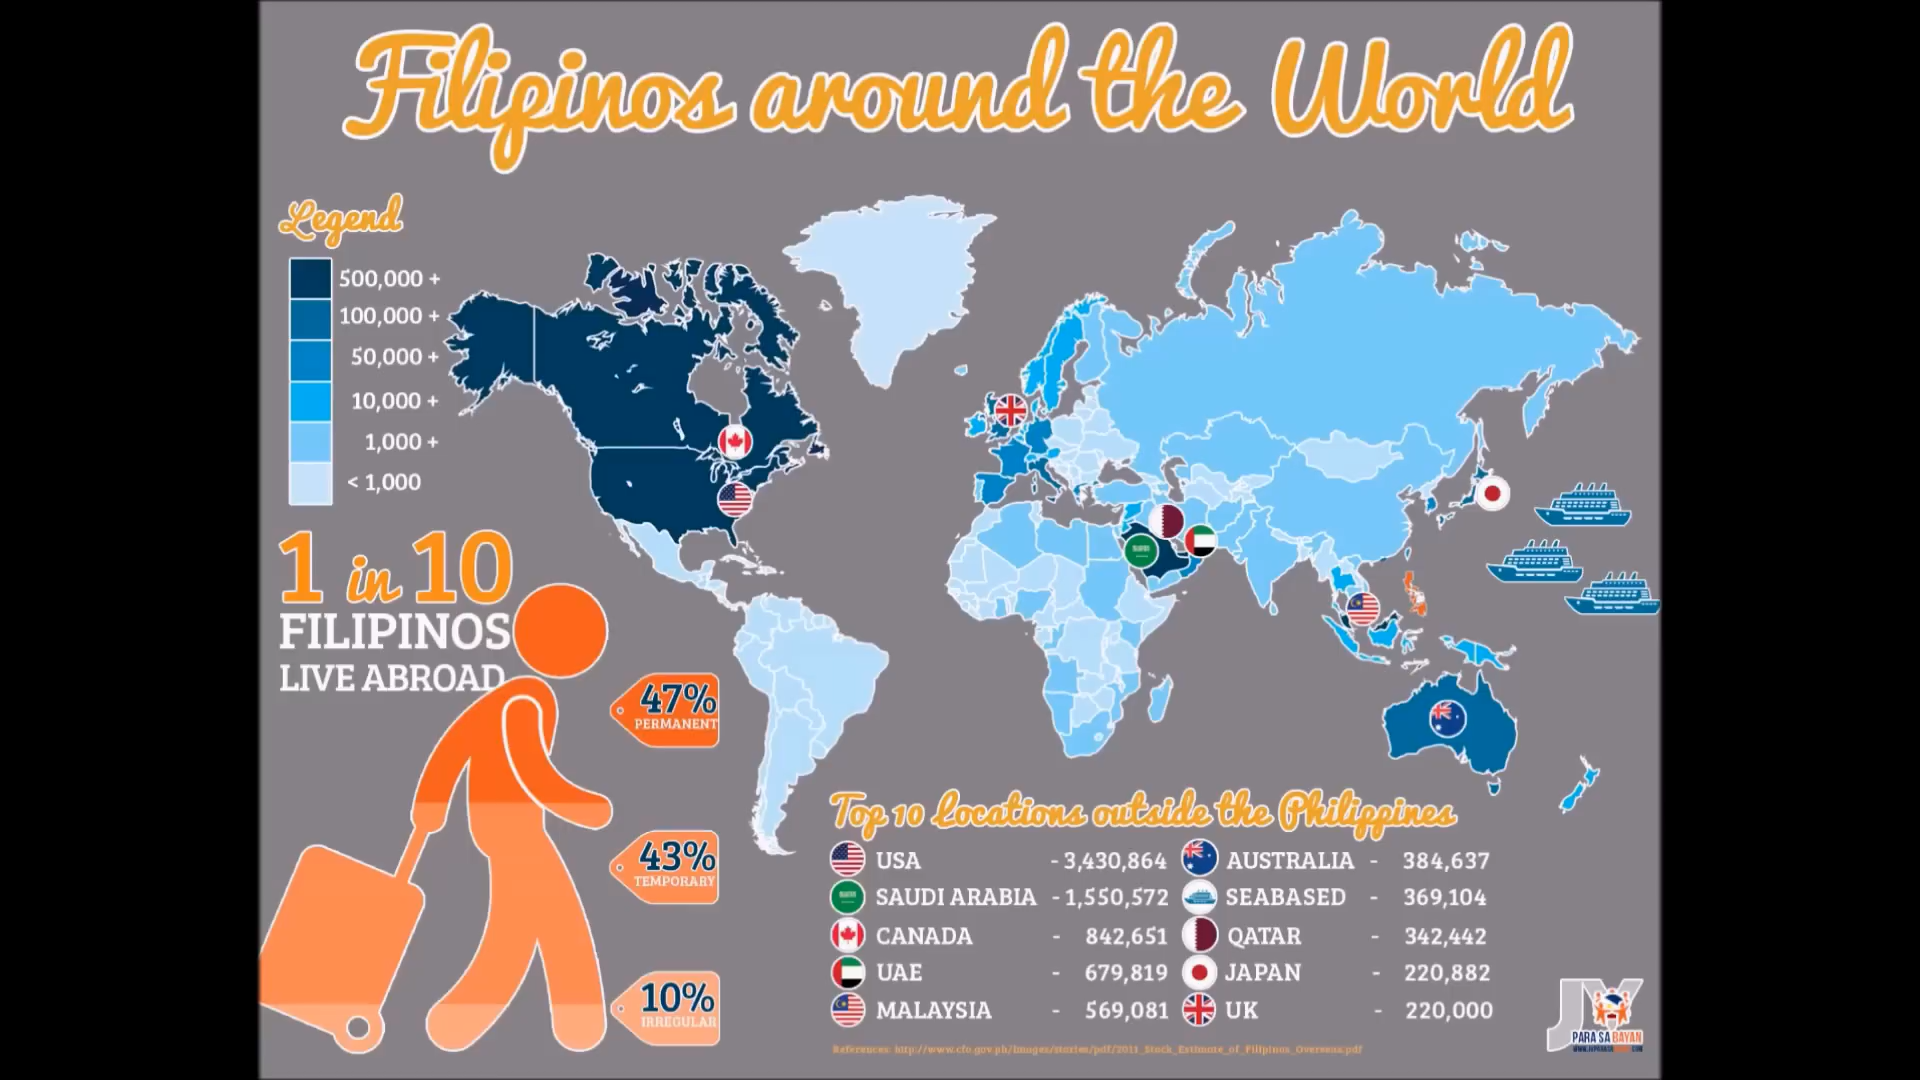 Filipinos around the World
Legend
500,000 +
100,000 +
50,000 +
10,000 +
1,000 +
< 1,000
1 in 10
FILIPINOS
LIVE ABROAD
47%
PERMANENT
43%
TEMPORARY
10%
IRREGULAR
Top 10 Locations outside the Philippines
USA - 3,430,864
SAUDI ARABIA - 1,550,572
CANADA - 842,651
UAE - 679,819
MALAYSIA - 569,081
AUSTRALIA - 384,637
SEABASED - 369,104
QATAR - 342,442
JAPAN - 220,882
UK - 220,000
References: http://www.cfo.gov.ph/images/stories/pdf/2011_Stock_Estimate_of_Filipinos_Overseas.pdf
JY
PARA SA BAYAN